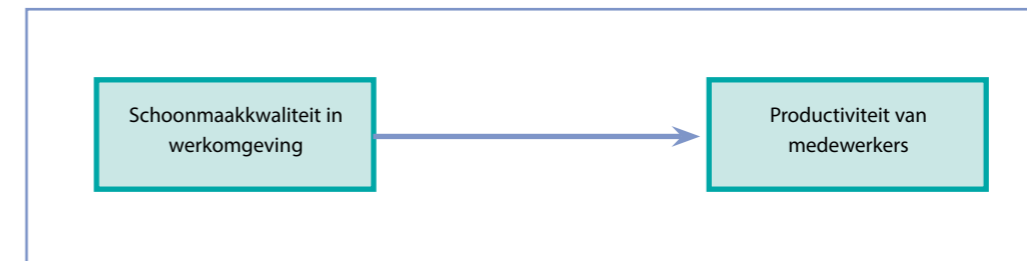 Schoonmaakkwaliteit in
werkomgeving
Productiviteit van
medewerkers